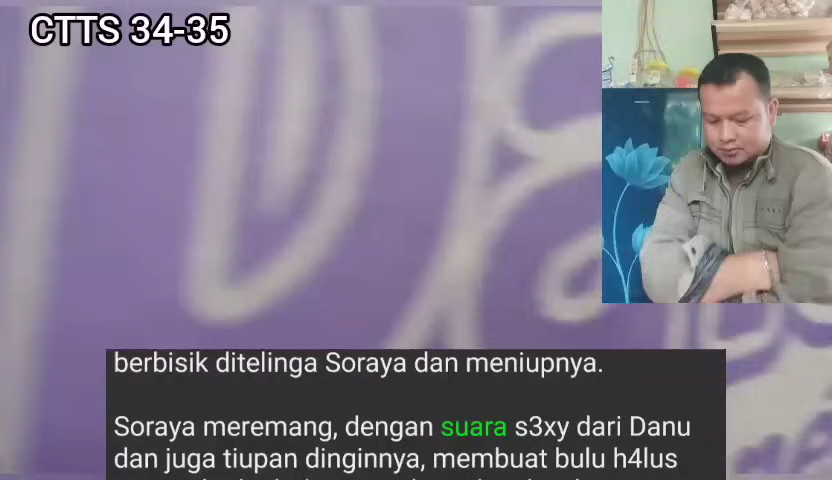 CTTS 34-35
berbisik ditelinga Soraya dan meniupnya.
Soraya meremang, dengan suara s3xy dari Danu
dan juga tiupan dinginnya, membuat bulu h4lus